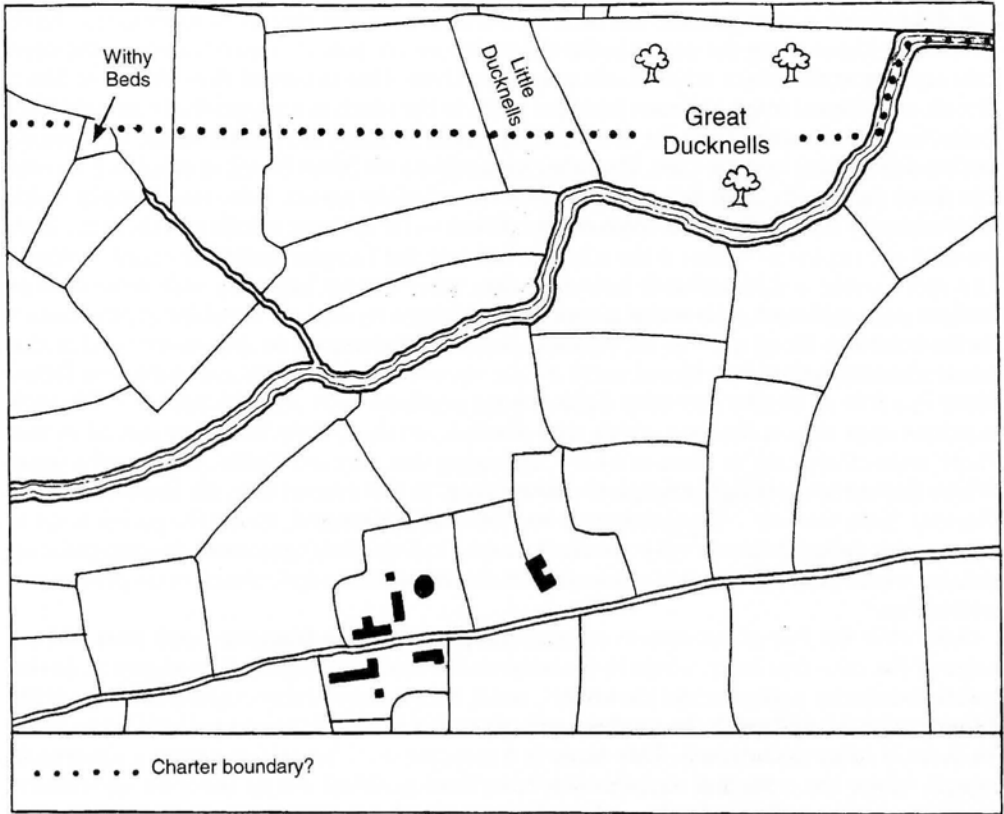 Withy
Beds
Little
Ducknells
Great
Ducknells
Charter boundary?